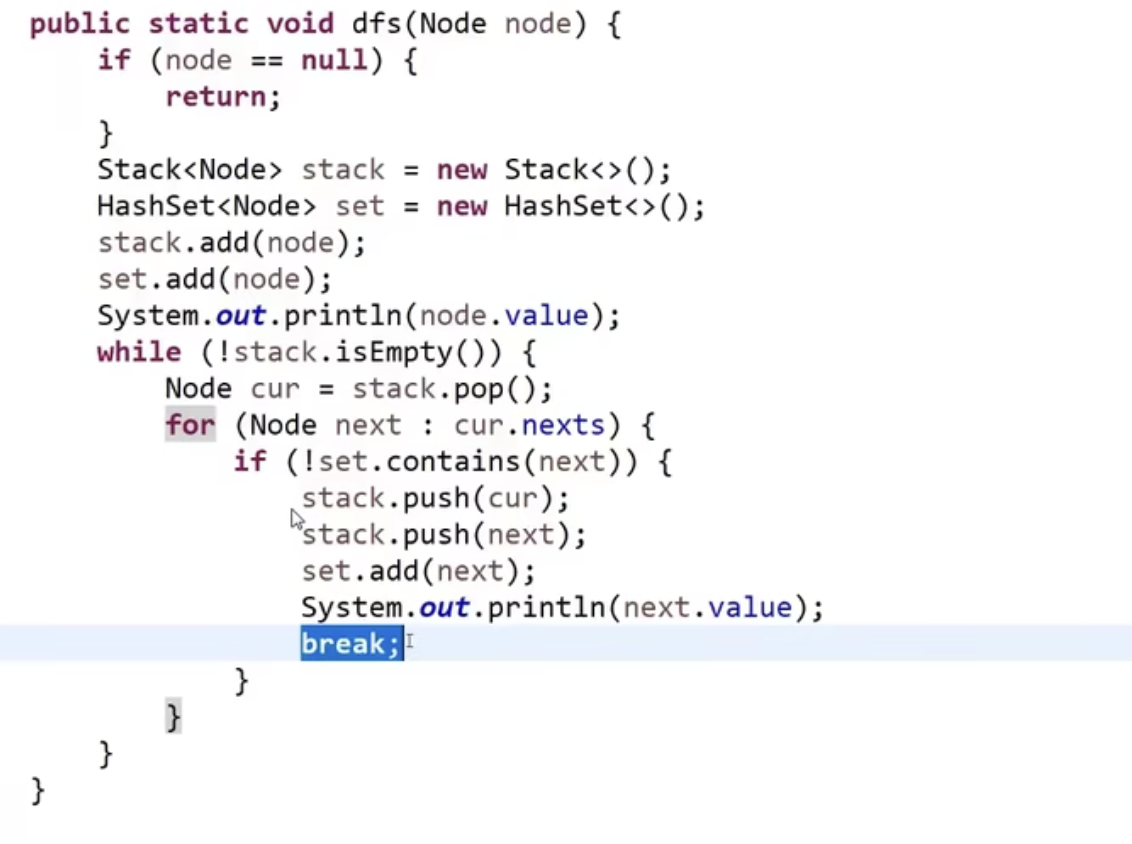 public static void dfs(Node node) {
if (node == null) {
return;
}
Stack<Node> stack = new Stack<>();
HashSet<Node> set = new HashSet<>();
stack.add(node);
set.add(node);
System.out.println(node.value);
while (!stack.isEmpty()) {
Node cur = stack.pop();
for (Node next : cur.nexts) {
if (!set.contains(next)) {
stack.push(cur);
stack.push(next);
set.add(next);
System.out.println(next.value);
break;
}
}
}
}